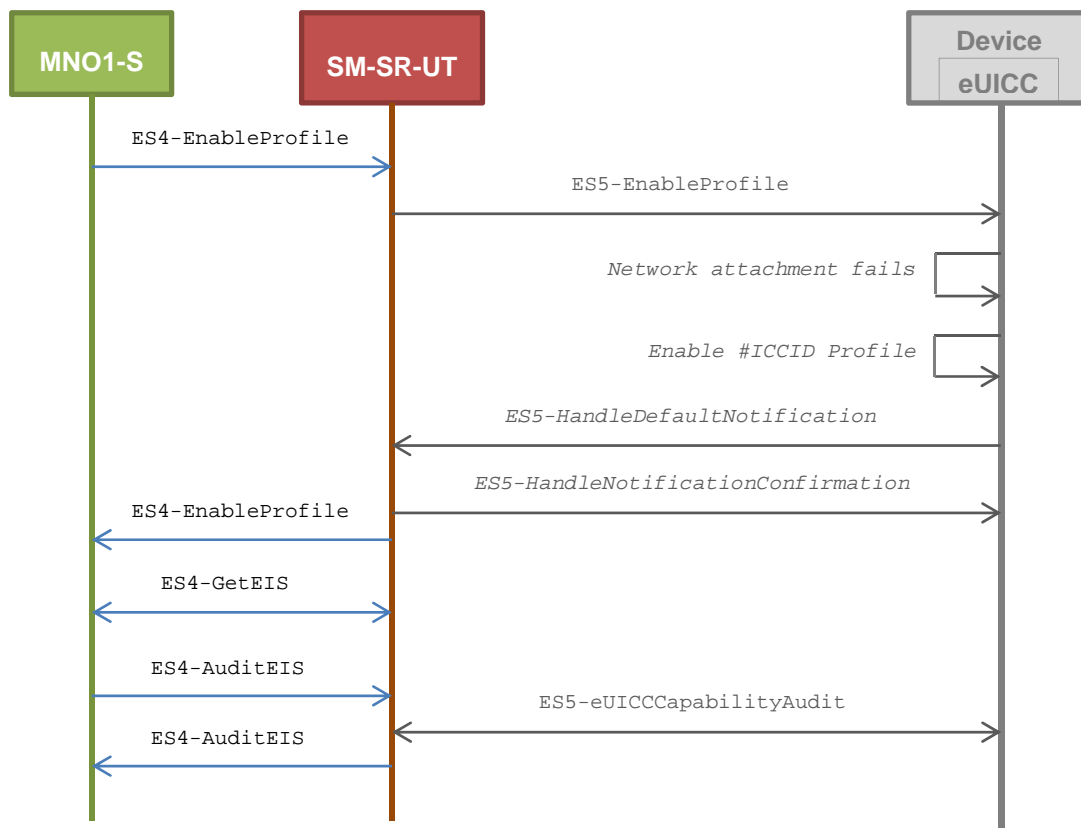 MNO1-S
SM-SR-UT
Device
eUICC
ES4-EnableProfile
ES5-EnableProfile
Network attachment fails
Enable #ICCID Profile
ES5-HandleDefaultNotification
ES5-HandleNotificationConfirmation
ES4-EnableProfile
ES4-GetEIS
ES4-AuditEIS
ES5-eUICCCapabilityAudit
ES4-AuditEIS